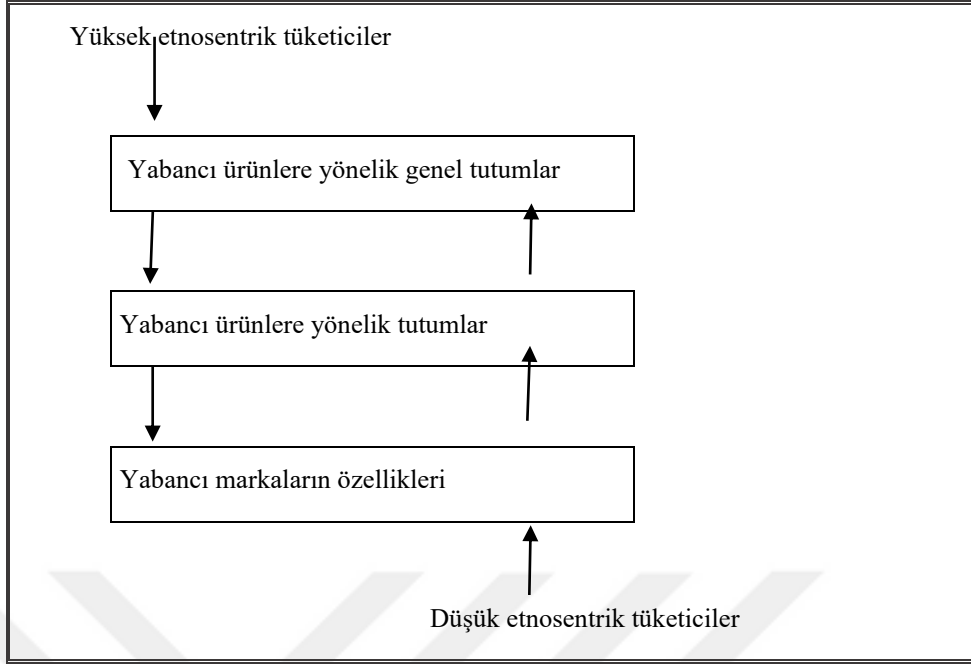 Yüksek etnosentrik tüketiciler
Yabancı ürünlere yönelik genel tutumlar
Yabancı ürünlere yönelik tutumlar
Yabancı markaların özellikleri
Düşük etnosentrik tüketiciler